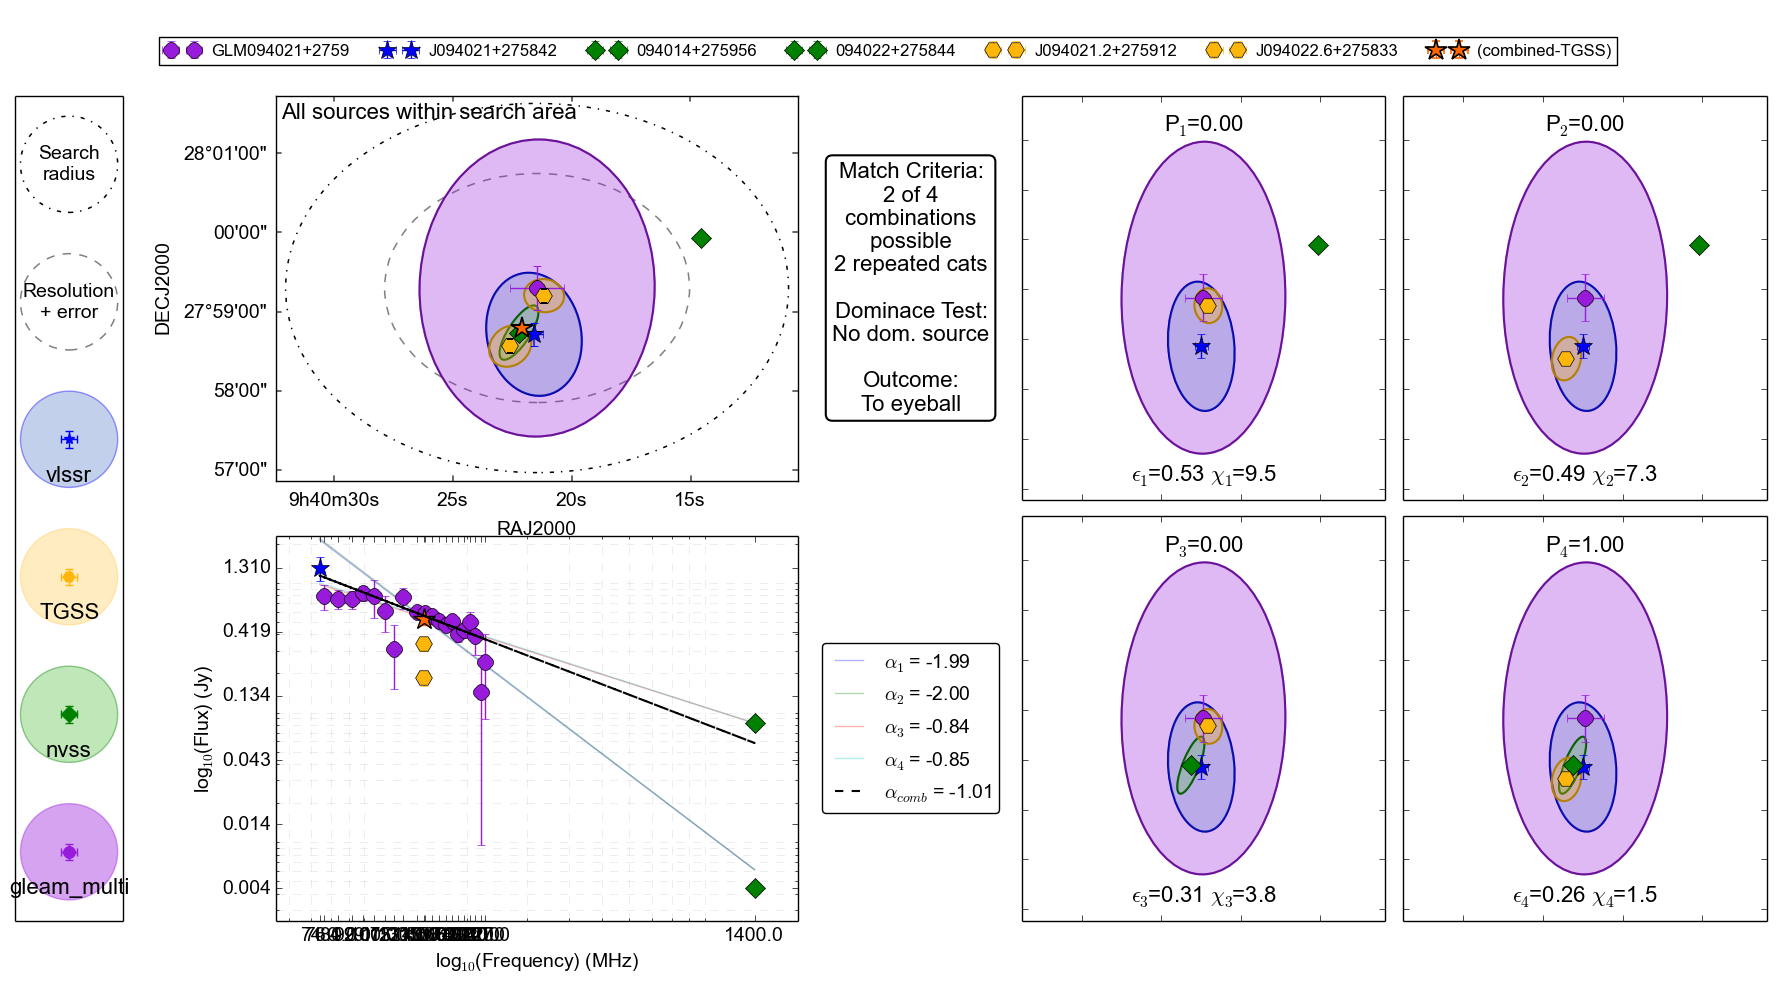 GLM094021+2759 J094021+275842 094014+275956 094022+275844 J094021.2+275912 J094022.6+275833 (combined-TGSS)
Search
radius
Resolution
+ error
vlssr
TGSS
nvss
gleam_multi
All sources within search area
28°01'00"
00'00"
27°59'00"
58'00"
57'00"
DECJ2000
9h40m30s 25s 20s 15s
RAJ2000
Match Criteria:
2 of 4
combinations
possible
2 repeated cats
Dominace Test:
No dom. source
Outcome:
To eyeball
P1=0.00
ϵ1=0.53 χ1=9.5
P2=0.00
ϵ2=0.49 χ2=7.3
1.310
0.419
0.134
0.043
0.014
0.004
log10(Flux) (Jy)
1400.0
log10(Frequency) (MHz)
α1 = -1.99
α2 = -2.00
α3 = -0.84
α4 = -0.85
αcomb = -1.01
P3=0.00
ϵ3=0.31 χ3=3.8
P4=1.00
ϵ4=0.26 χ4=1.5